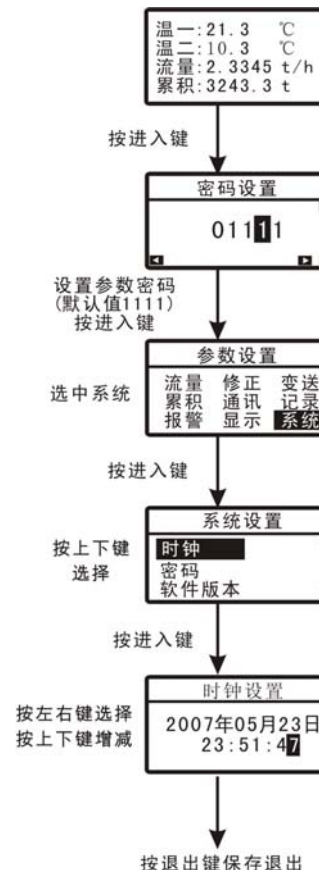 温一:21.3 ℃
温二:10.3 ℃
流量:2.3345 t/h
累积:3243.3 t
按进入键
密码设置
011111
设置参数密码
(默认值1111)
按进入键
参数设置
选中系统
流量 修正 变送
累积 通讯 记录
报警 显示 系统
按进入键
系统设置
按上下键
选择
时钟
密码
软件版本
按进入键
时钟设置
按左右键选择
按上下键增减
2007年05月23日
23:51:47
按退出键保存退出